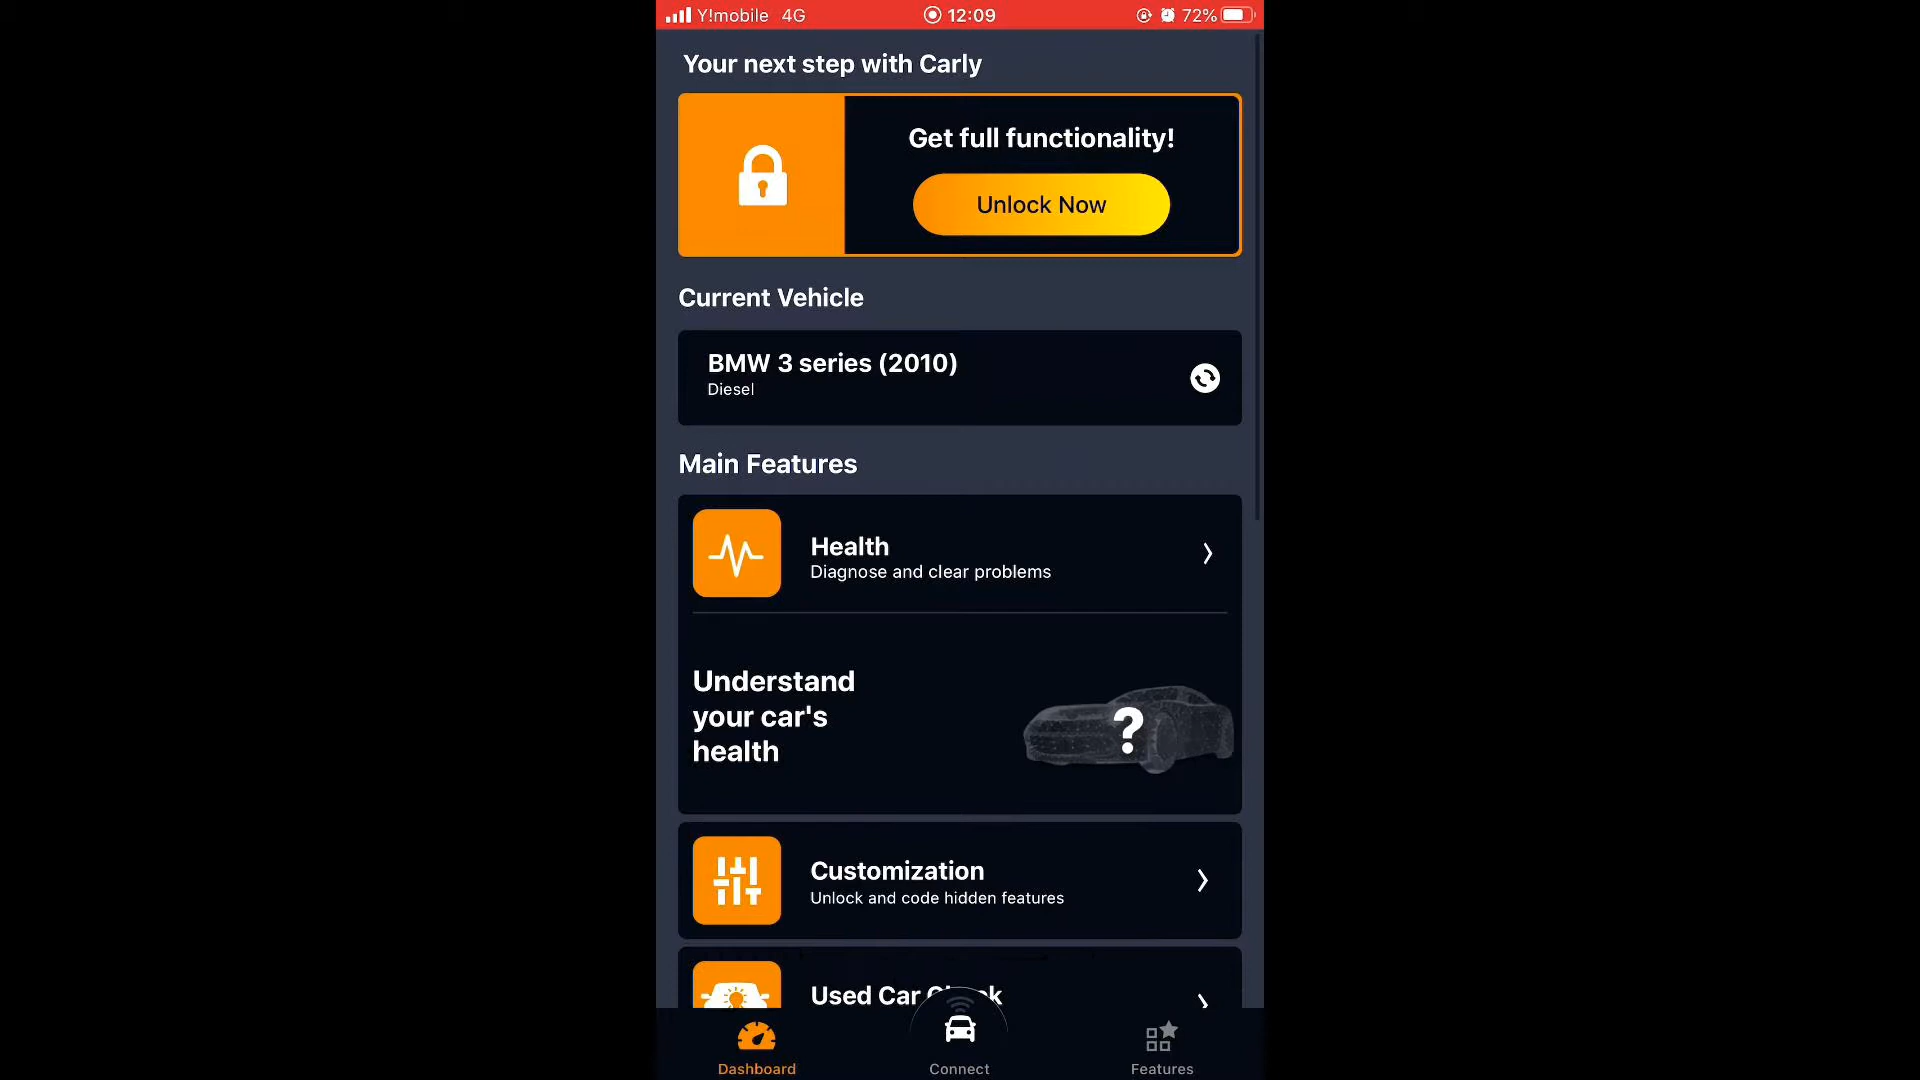 Y!mobile 4G 12:09 72%
Your next step with Carly
Get full functionality!
Unlock Now
Current Vehicle
BMW 3 series (2010)
Diesel
Main Features
Health
Diagnose and clear problems
?
Understand
your car's
health
Customization
Unlock and code hidden features
Used Car
Dashboard
Connect
Features